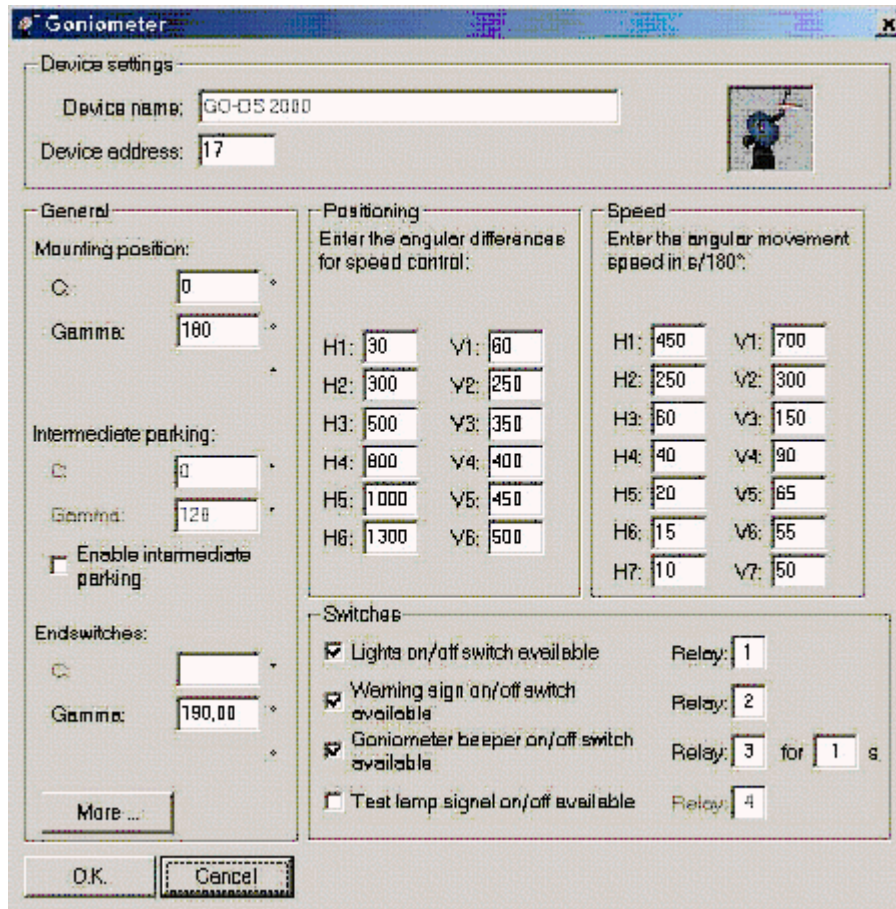 Goniometer
Device settings
Device name: GO-DS 2000
Device address: 17
General
Mounting position:
C: 0 °
Gamma: 180 °
°
Intermediate parking:
C: 0 °
Gamma: 128 °
Enable intermediate
parking
Endswitches:
C: °
Gamma: 190,00 °
°
More ...
Positioning
Enter the angular differences
for speed control:
H1: 30 V1: 60
H2: 300 V2: 250
H3: 500 V3: 350
H4: 800 V4: 400
H5: 1000 V5: 450
H6: 1300 V6: 500
Speed
Enter the angular movement
speed in s/180°:
H1: 450 V1: 700
H2: 250 V2: 300
H3: 60 V3: 150
H4: 40 V4: 90
H5: 20 V5: 65
H6: 15 V6: 55
H7: 10 V7: 50
Switches
Lights on/off switch available Relay: 1
Warning sign on/off switch
available Relay: 2
Goniometer beeper on/off switch
available Relay: 3 for 1 s
Test lamp signal on/off available Relay: 4
O.K. Cancel